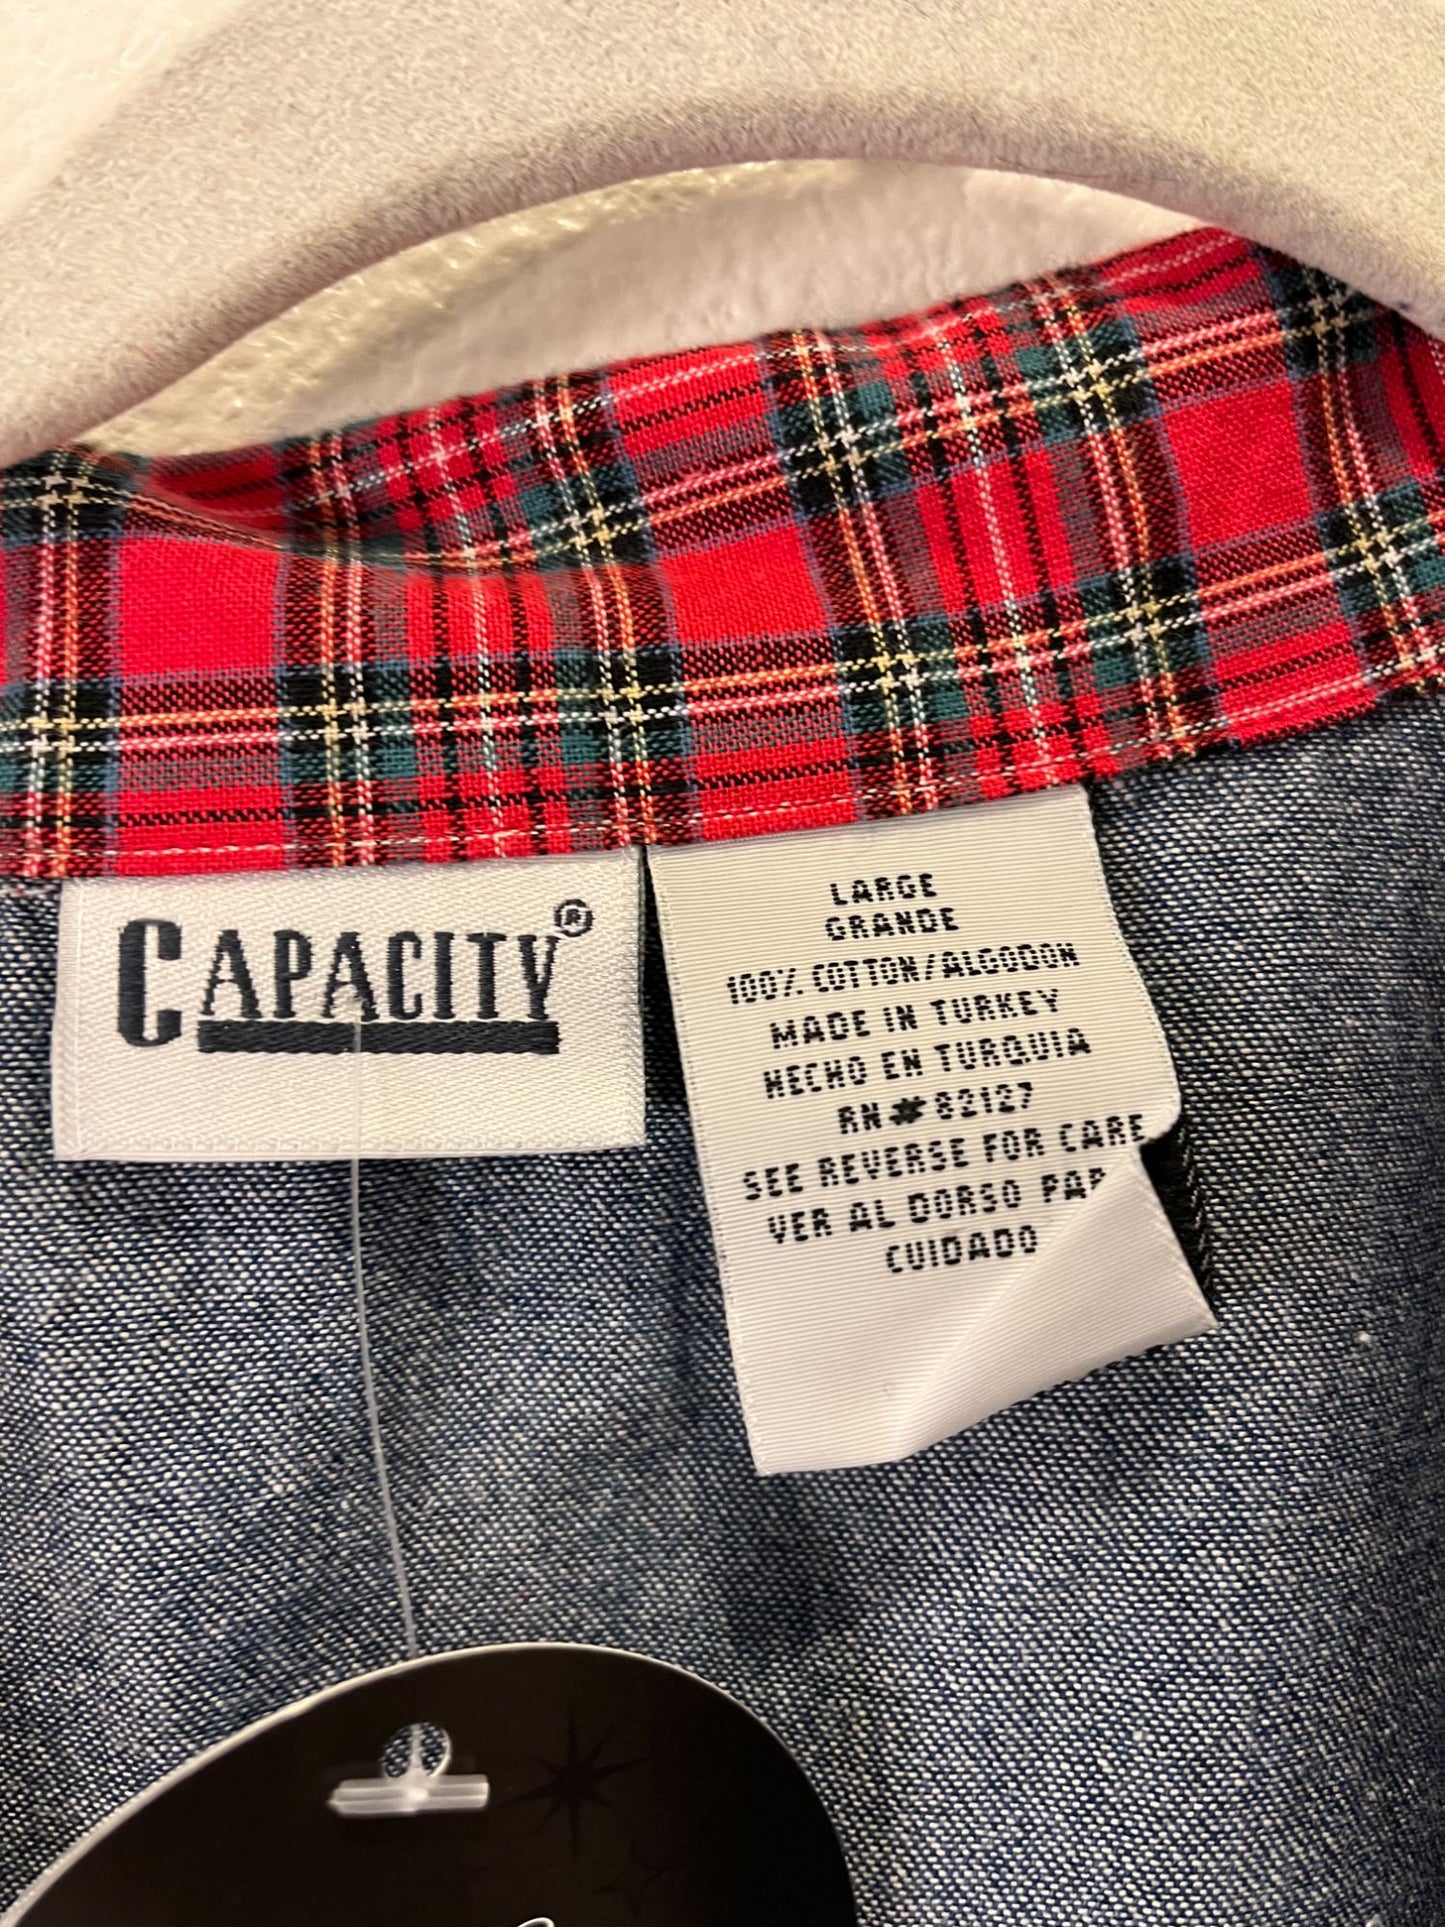 CAPACITY®
LARGE
GRANDE
100% COTTON/ALGODON
MADE IN TURKEY
HECHO EN TURQUIA
RN#82127
SEE REVERSE FOR CARE
VER AL DORSO PAR
CUIDADO